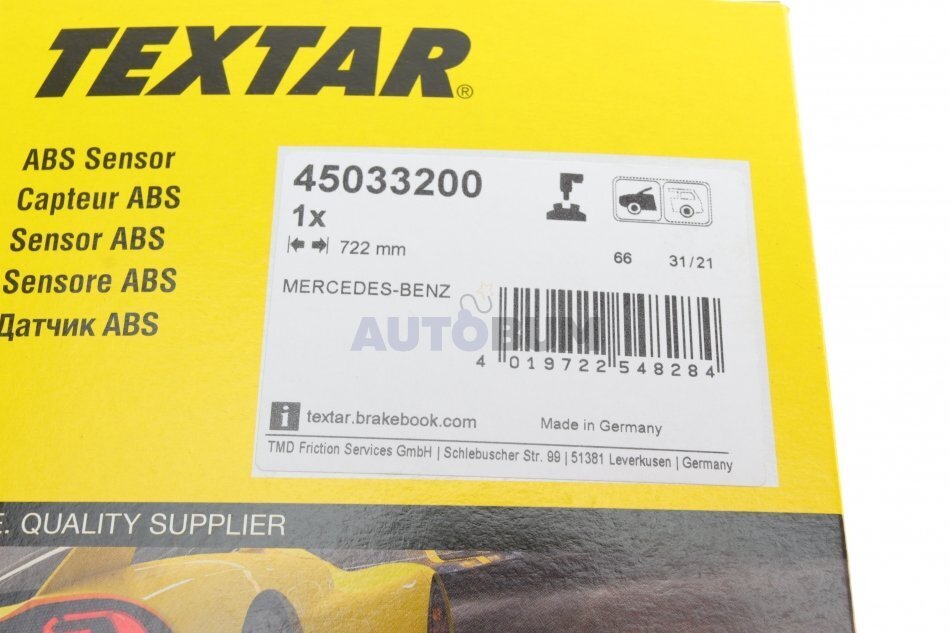 TEXTAR®
ABS Sensor
Capteur ABS
Sensor ABS
Sensore ABS
Датчик ABS
45033200
1x
722 mm
66 31/21
MERCEDES-BENZ
AUTOBUM
4 019722 548284
i textar.brakebook.com
Made in Germany
TMD Friction Services GmbH | Schlebuscher Str. 99 | 51381 Leverkusen | Germany
E. QUALITY SUPPLIER